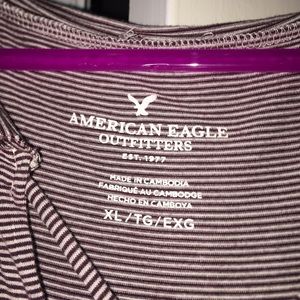 AMERICAN EAGLE
OUTFITTERS
EST. 1977
MADE IN CAMBODIA
FABRIQUÉ AU CAMBODGE
HECHO EN CAMBOYA
XL/TG/EXG